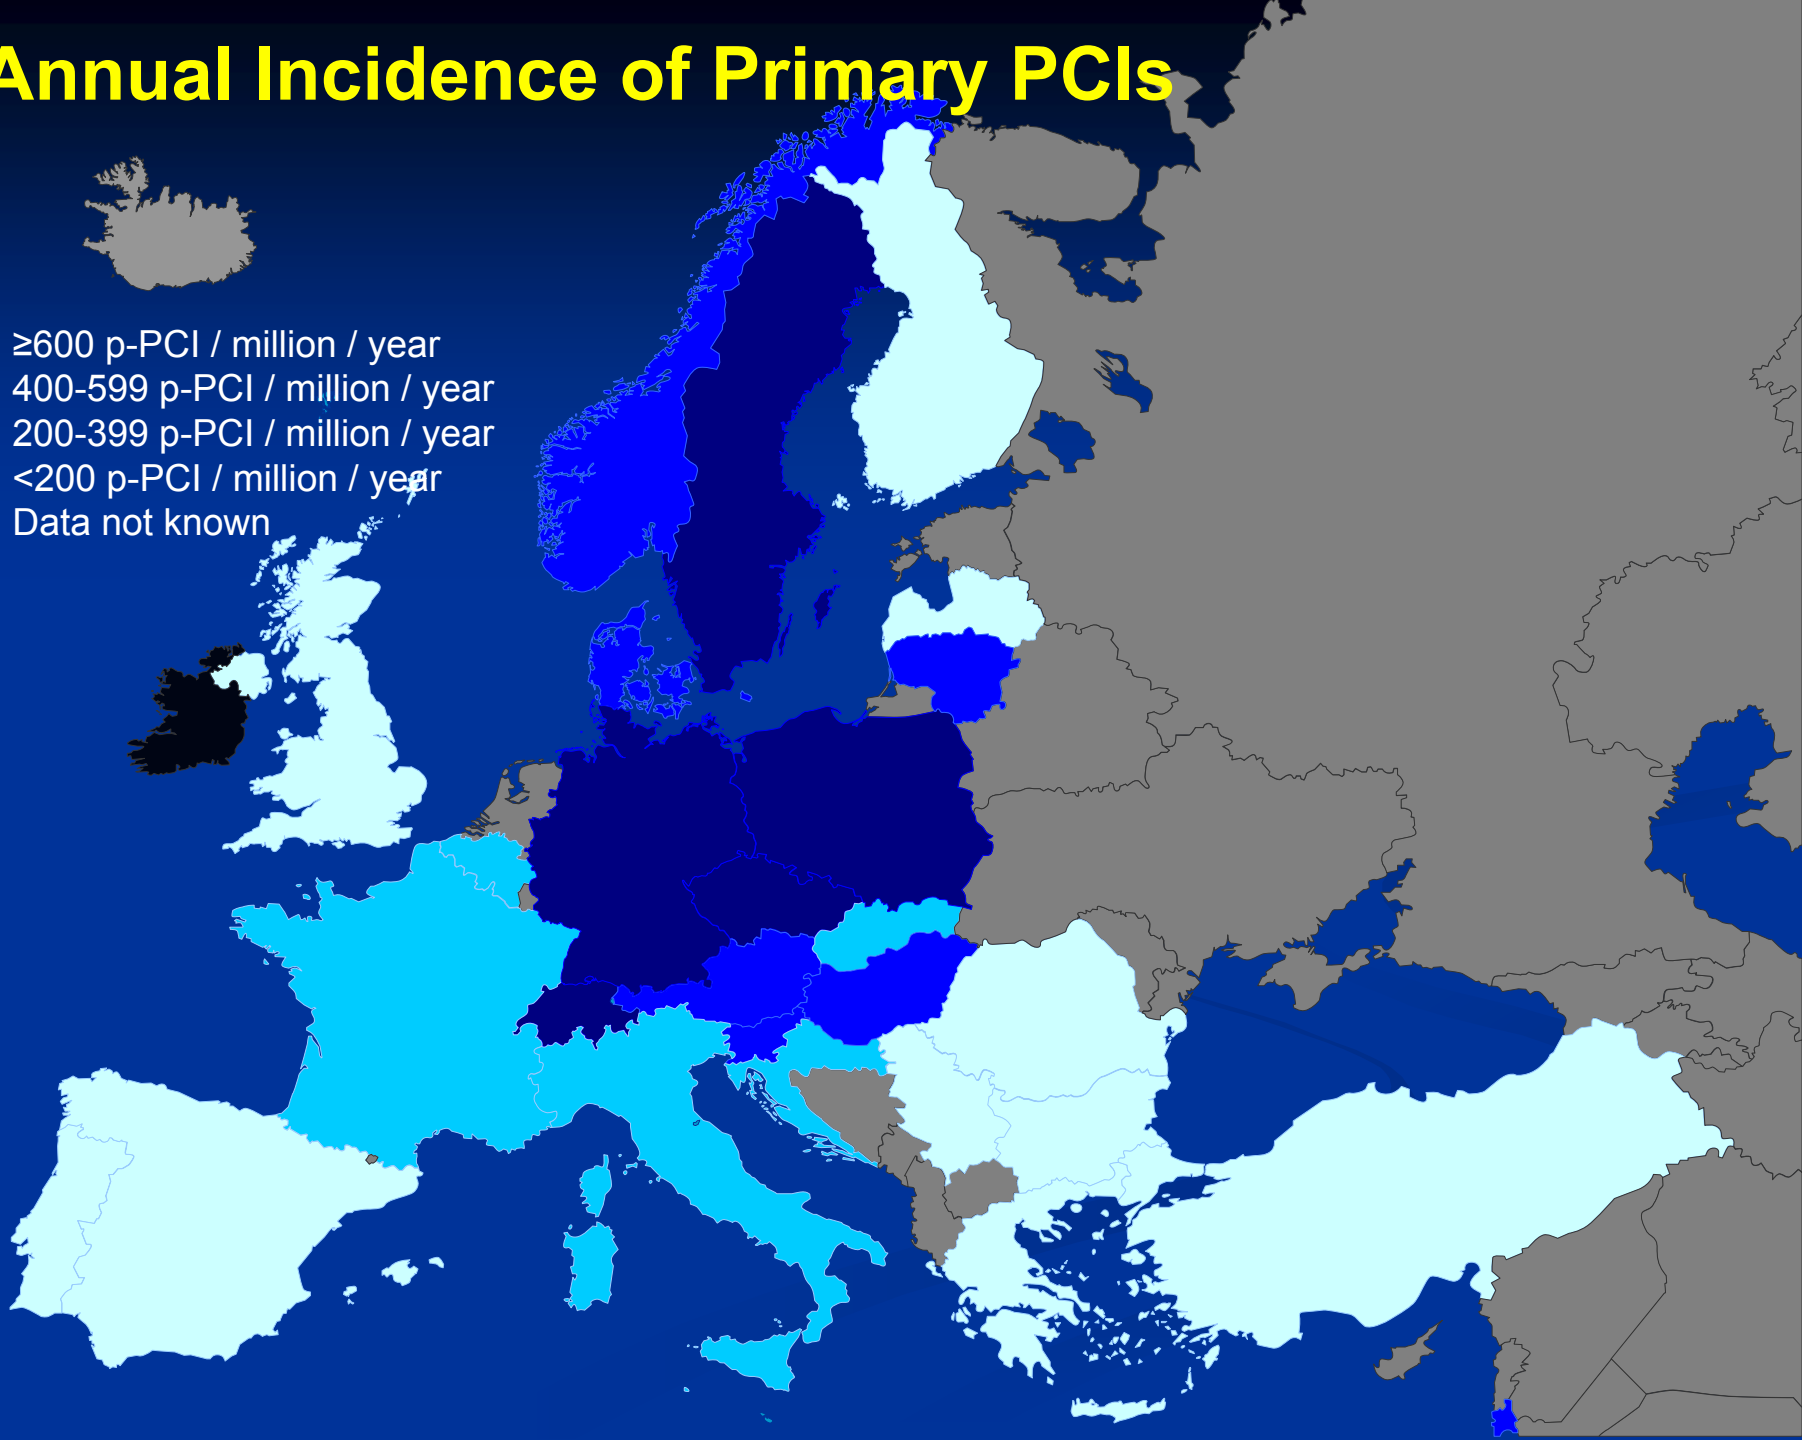 Annual Incidence of Primary PCIs
≥600 p-PCI / million / year
400-599 p-PCI / million / year
200-399 p-PCI / million / year
<200 p-PCI / million / year
Data not known